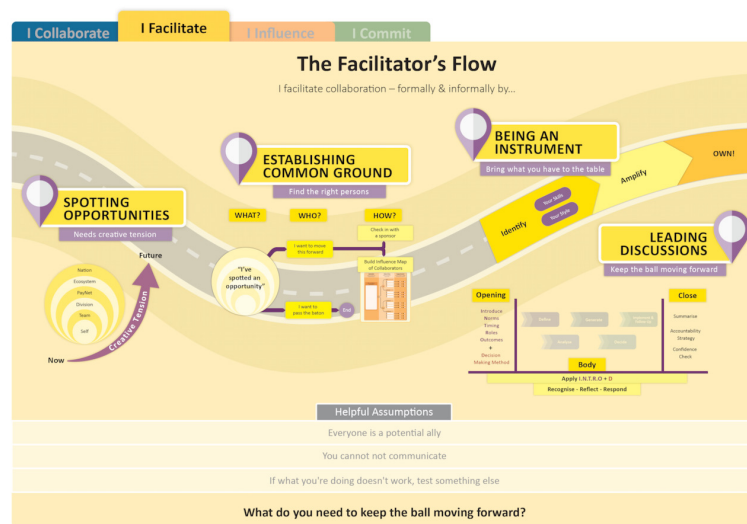 I Collaborate
I Facilitate
I Influence
I Commit
The Facilitator's Flow
I facilitate collaboration – formally & informally by...
SPOTTING
OPPORTUNITIES
Needs creative tension
Future
Nation
Ecosystem
PayNet
Division
Team
Self
Creative Tension
Now
ESTABLISHING
COMMON GROUND
Find the right persons
WHAT?
WHO?
HOW?
"I've
spotted an
opportunity"
I want to move
this forward
I want to
pass the baton
End
Check in with
a sponsor
Build Influence Map
of Collaborators
BEING AN
INSTRUMENT
Bring what you have to the table
Identify
Your Skills
Your Style
Amplify
OWN!
LEADING
DISCUSSIONS
Keep the ball moving forward
Opening
Introduce
Norms
Timing
Roles
Outcomes
+
Decision
Making Method
Body
Close
Summarise
Accountability
Strategy
Confidence
Check
Apply I.N.T.R.O + D
Recognise - Reflect - Respond
Helpful Assumptions
Everyone is a potential ally
You cannot not communicate
If what you're doing doesn't work, test something else
What do you need to keep the ball moving forward?